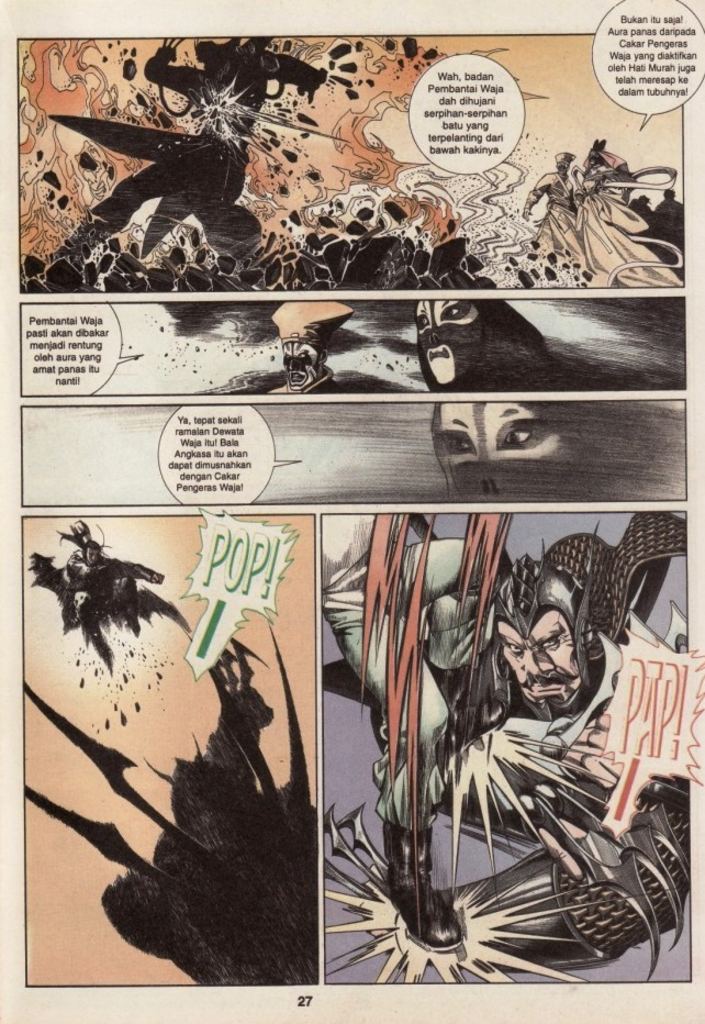 Bukan itu saja!
Aura panas daripada
Cakar Pengeras
Waja yang diaktifkan
oleh Hati Murah juga
telah meresap ke
dalam tubuhnya!
Wah, badan
Pembantai Waja
dah dihujani
serpihan-serpihan
batu yang
terpelanting dari
bawah kakinya.
Pembantai Waja
pasti akan dibakar
menjadi rentung
oleh aura yang
amat panas itu
nanti!
Ya, tepat sekali
ramalan Dewata
Waja itu! Bala
Angkasa itu akan
dapat dimusnahkan
dengan Cakar
Pengeras Waja!
POP!
PAP!
27